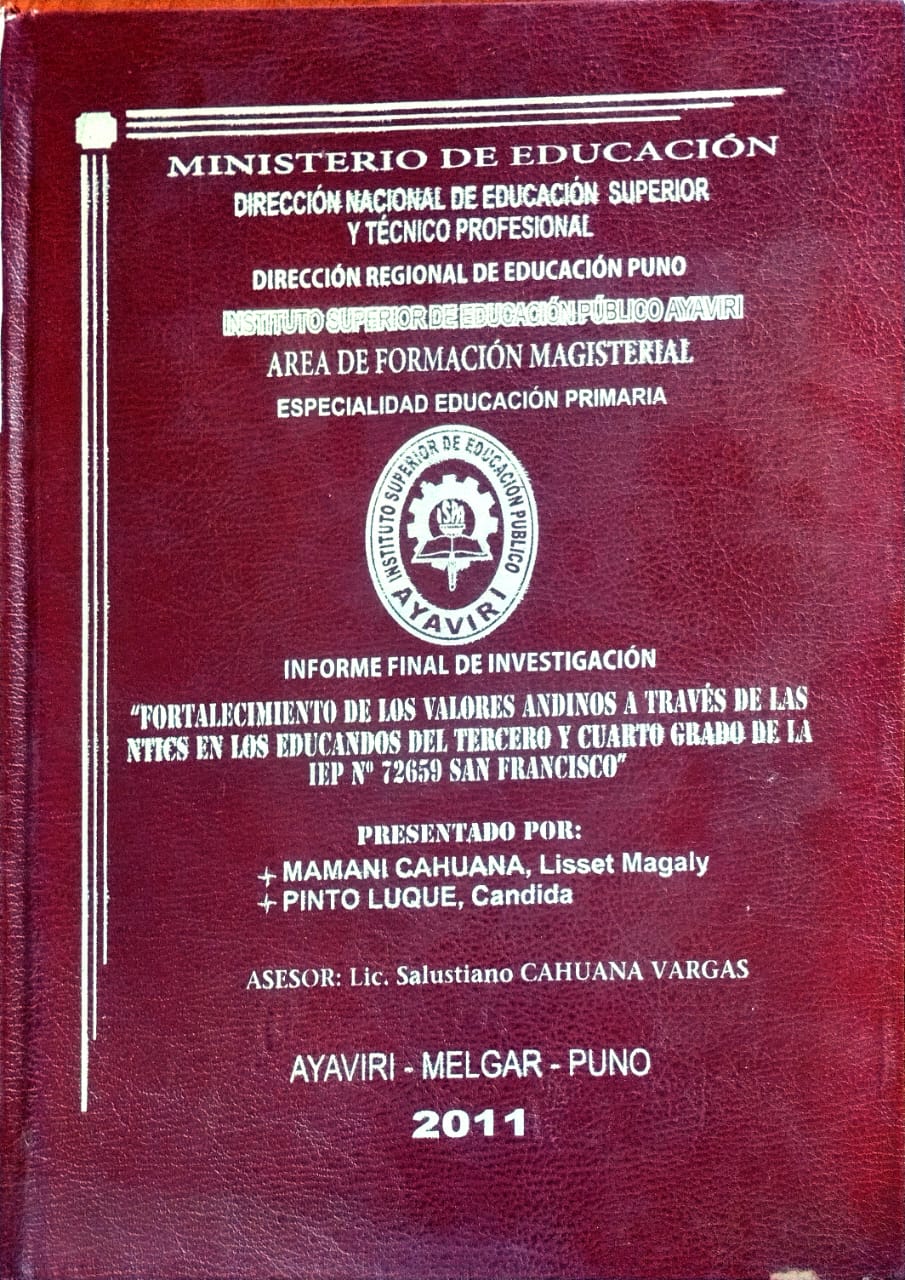 MINISTERIO DE EDUCACIÓN
DIRECCIÓN NACIONAL DE EDUCACIÓN SUPERIOR
Y TÉCNICO PROFESIONAL
DIRECCIÓN REGIONAL DE EDUCACIÓN PUNO
INSTITUTO SUPERIOR DE EDUCACIÓN PÚBLICO AYAVIRI
AREA DE FORMACIÓN MAGISTERIAL
ESPECIALIDAD EDUCACIÓN PRIMARIA
INSTITUTO SUPERIOR DE EDUCACIÓN PUBLICO
ISPA
AYAVIRI
INFORME FINAL DE INVESTIGACIÓN
"FORTALECIMIENTO DE LOS VALORES ANDINOS A TRAVÉS DE LAS
NTICS EN LOS EDUCANDOS DEL TERCERO Y CUARTO GRADO DE LA
IEP Nº 72659 SAN FRANCISCO"
PRESENTADO POR:
MAMANI CAHUANA, Lisset Magaly
PINTO LUQUE, Candida
ASESOR: Lic. Salustiano CAHUANA VARGAS
AYAVIRI - MELGAR - PUNO
2011